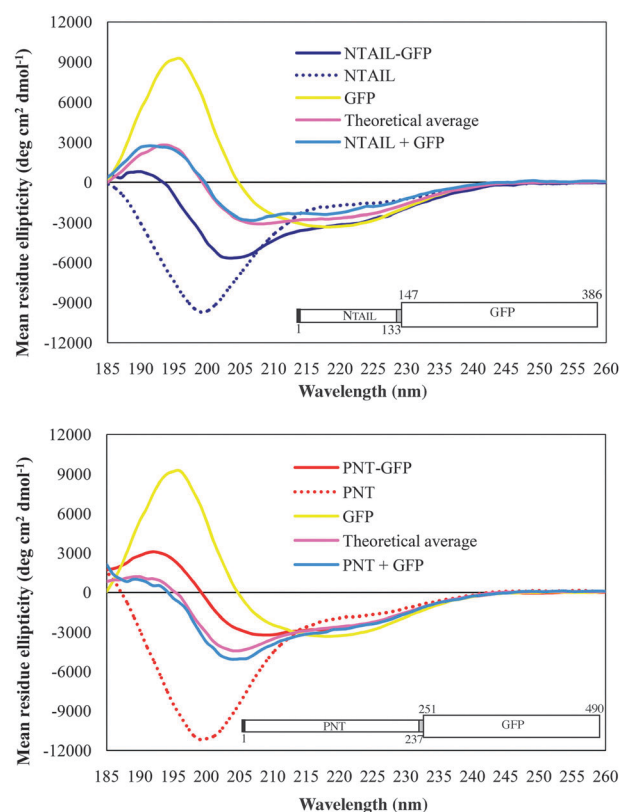 12000
9000
6000
3000
0
-3000
-6000
-9000
-12000
Mean residue ellipticity (deg cm² dmol⁻¹)
NTAIL-GFP
NTAIL
GFP
Theoretical average
NTAIL + GFP
147 386
NTAIL GFP
1 133
185 190 195 200 205 210 215 220 225 230 235 240 245 250 255 260
Wavelength (nm)
12000
9000
6000
3000
0
-3000
-6000
-9000
-12000
Mean residue ellipticity (deg cm² dmol⁻¹)
PNT-GFP
PNT
GFP
Theoretical average
PNT + GFP
251 490
PNT GFP
1 237
185 190 195 200 205 210 215 220 225 230 235 240 245 250 255 260
Wavelength (nm)